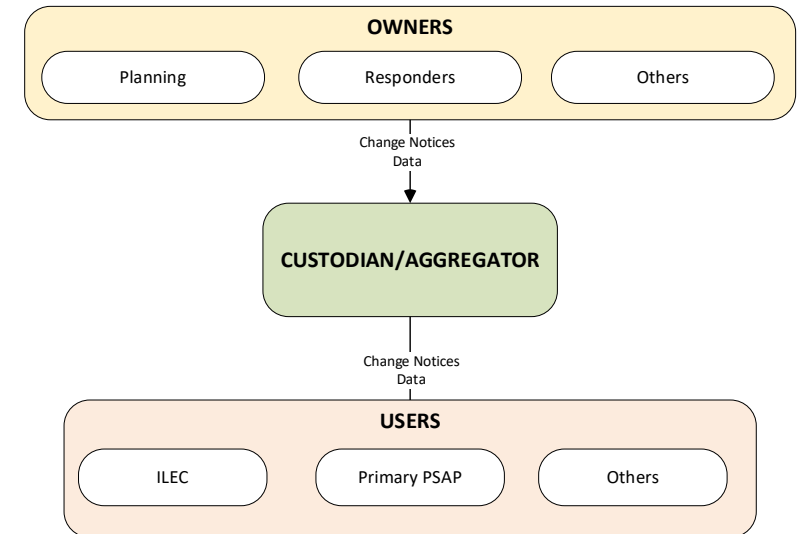 OWNERS
Planning Responders Others
Change Notices
Data
CUSTODIAN/AGGREGATOR
Change Notices
Data
USERS
ILEC Primary PSAP Others